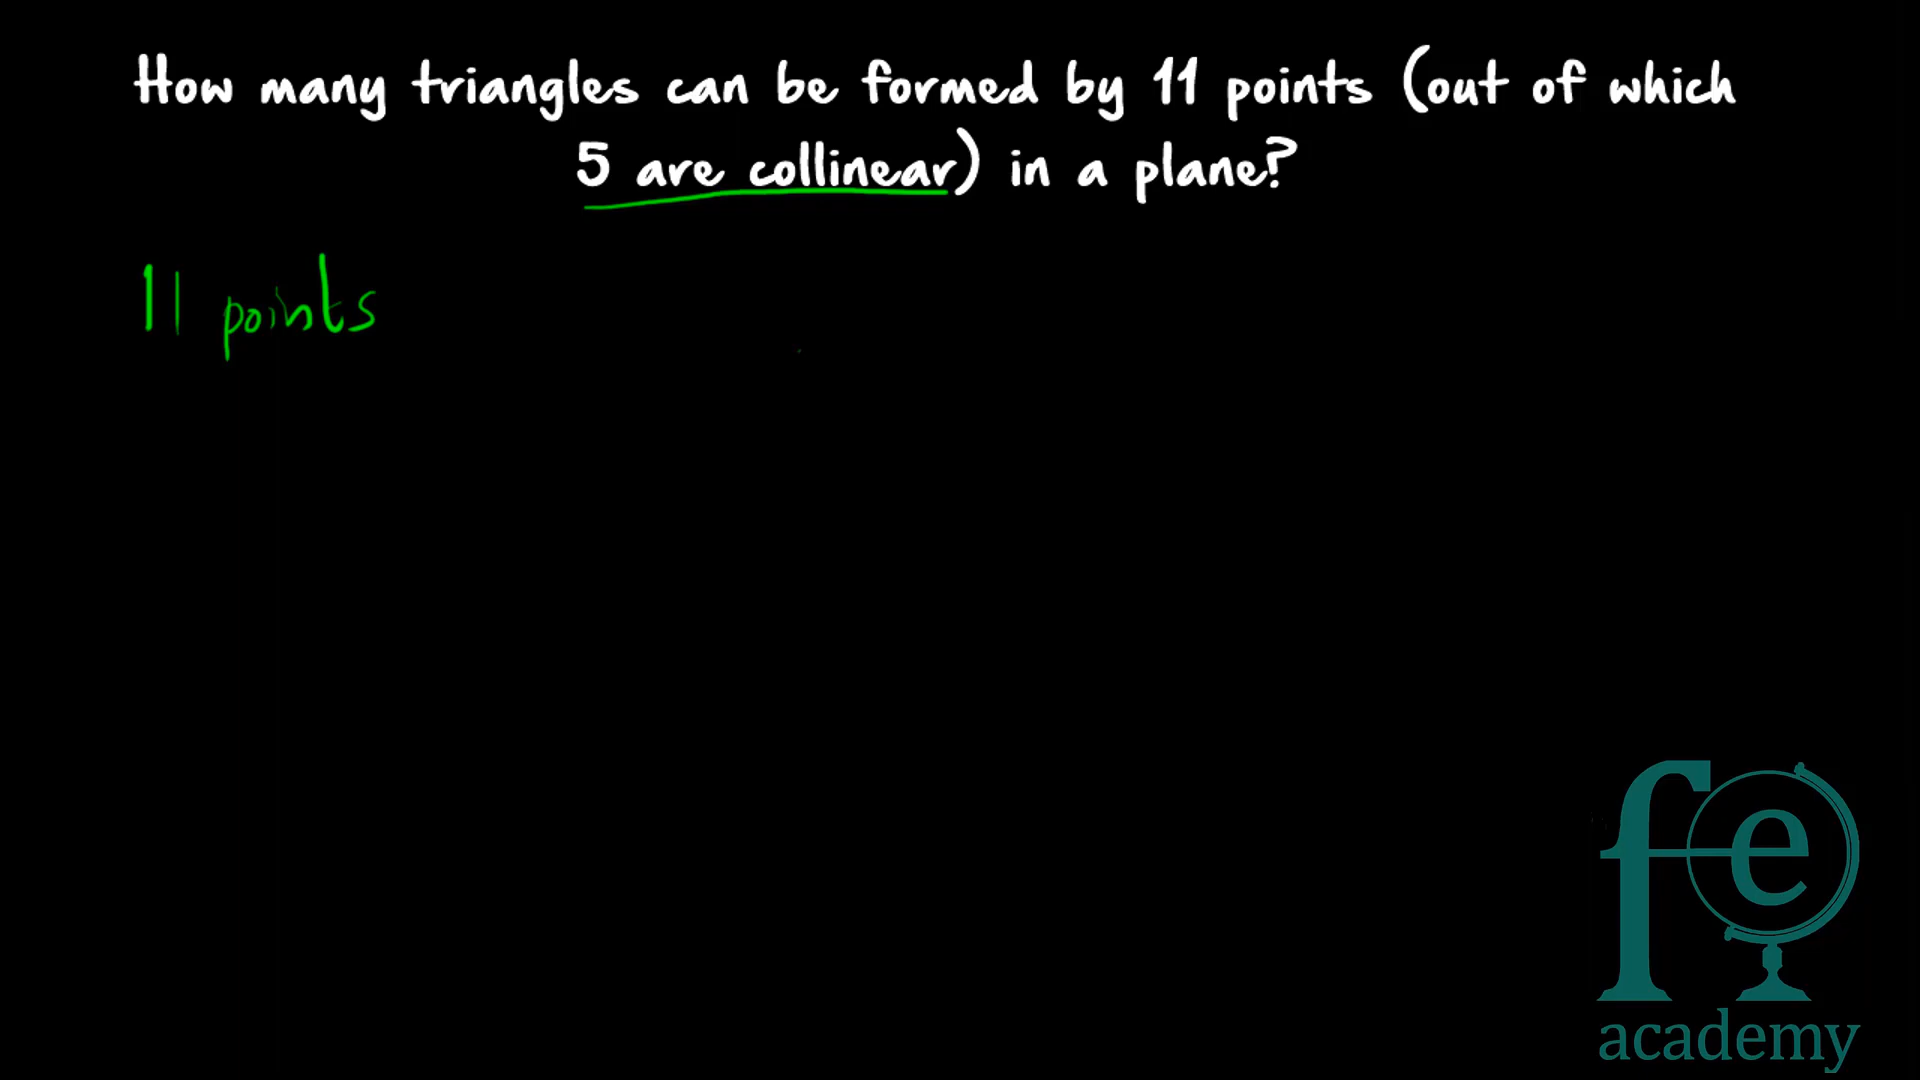 How many triangles can be formed by 11 points (out of which
5 are collinear) in a plane?
11 points
fe
academy